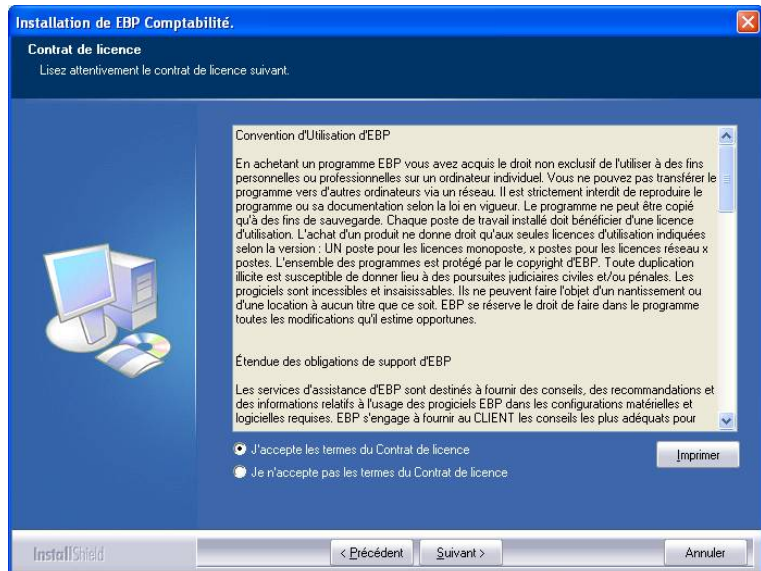 Installation de EBP Comptabilité.
Contrat de licence
Lisez attentivement le contrat de licence suivant.
Convention d'Utilisation d'EBP
En achetant un programme EBP vous avez acquis le droit non exclusif de l'utiliser à des fins
personnelles ou professionnelles sur un ordinateur individuel. Vous ne pouvez pas transférer le
programme vers d'autres ordinateurs via un réseau. Il est strictement interdit de reproduire le
programme ou sa documentation selon la loi en vigueur. Le programme ne peut être copié
qu'à des fins de sauvegarde. Chaque poste de travail installé doit bénéficier d'une licence
d'utilisation. L'achat d'un produit ne donne droit qu'aux seules licences d'utilisation indiquées
selon la version : UN poste pour les licences monoposte, x postes pour les licences réseau x
postes. L'ensemble des programmes est protégé par le copyright d'EBP. Toute duplication
illicite est susceptible de donner lieu à des poursuites judiciaires civiles et/ou pénales. Les
progiciels sont incessibles et insaisissables. Ils ne peuvent faire l'objet d'un nantissement ou
d'une location à aucun titre que ce soit. EBP se réserve le droit de faire dans le programme
toutes les modifications qu'il estime opportunes.
Étendue des obligations de support d'EBP
Les services d'assistance d'EBP sont destinés à fournir des conseils, des recommandations et
des informations relatifs à l'usage des progiciels EBP dans les configurations matérielles et
logicielles requises. EBP s'engage à fournir au CLIENT les conseils les plus adéquats pour
J'accepte les termes du Contrat de licence
Imprimer
Je n'accepte pas les termes du Contrat de licence
InstallShield
< Précédent
Suivant >
Annuler